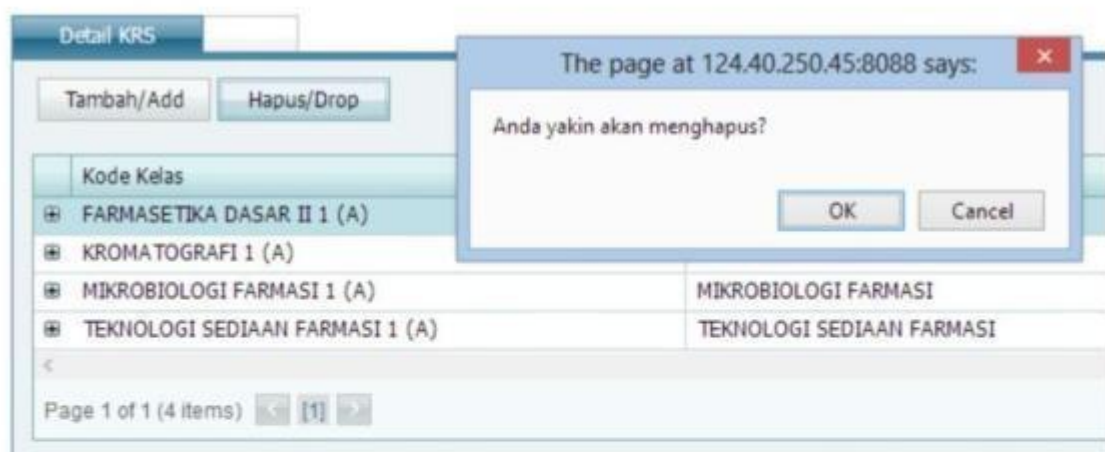 Detail KRS
The page at 124.40.250.45:8088 says:
Tambah/Add Hapus/Drop
Anda yakin akan menghapus?
OK Cancel
Kode Kelas
FARMASETIKA DASAR II 1 (A)
KROMATOGRAFI 1 (A)
MIKROBIOLOGI FARMASI 1 (A) MIKROBIOLOGI FARMASI
TEKNOLOGI SEDIAAN FARMASI 1 (A) TEKNOLOGI SEDIAAN FARMASI
Page 1 of 1 (4 items) [1]